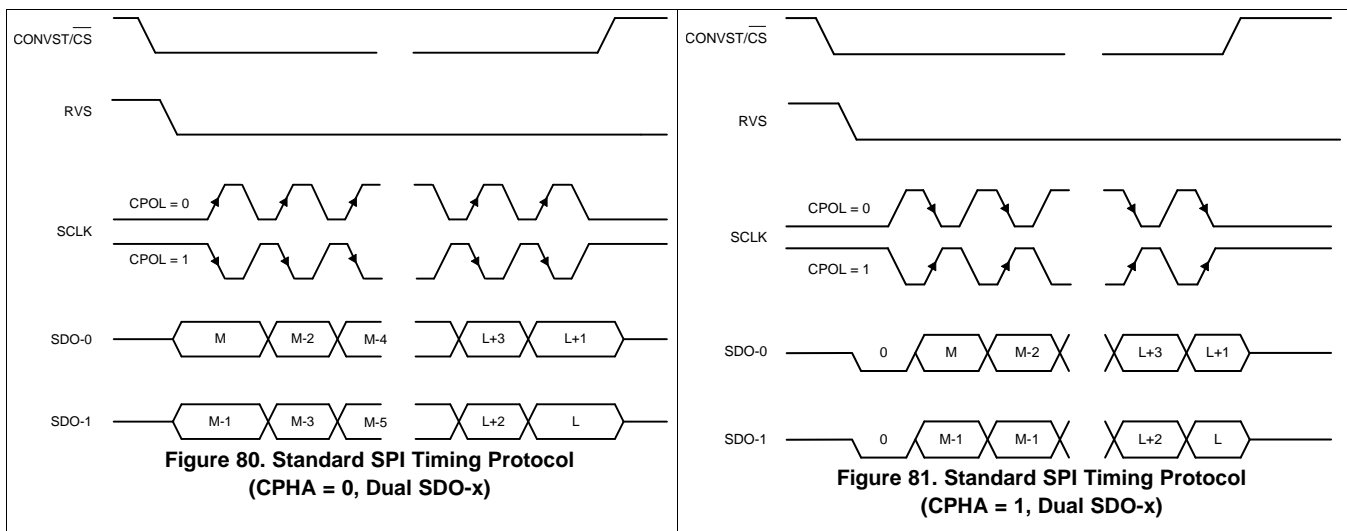 CONVST/CS
RVS
CPOL = 0
SCLK
CPOL = 1
SDO-0
M
M-2
M-4
L+3
L+1
SDO-1
M-1
M-3
M-5
L+2
L
Figure 80. Standard SPI Timing Protocol
(CPHA = 0, Dual SDO-x)
CONVST/CS
RVS
CPOL = 0
SCLK
CPOL = 1
SDO-0
0
M
M-2
L+3
L+1
SDO-1
0
M-1
M-1
L+2
L
Figure 81. Standard SPI Timing Protocol
(CPHA = 1, Dual SDO-x)